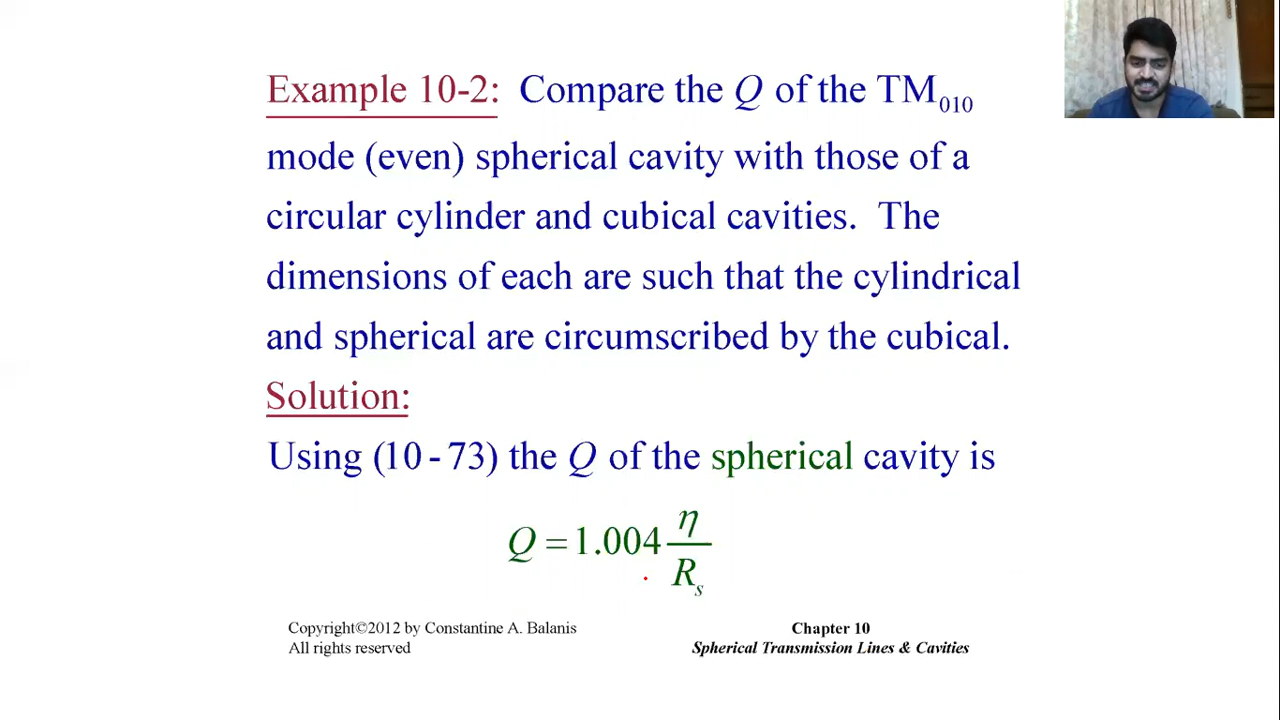 Example 10-2: Compare the Q of the TM₀₁₀
mode (even) spherical cavity with those of a
circular cylinder and cubical cavities. The
dimensions of each are such that the cylindrical
and spherical are circumscribed by the cubical.
Solution:
Using (10 - 73) the Q of the spherical cavity is
Q = 1.004 η/Rₛ
Copyright©2012 by Constantine A. Balanis
All rights reserved
Chapter 10
Spherical Transmission Lines & Cavities